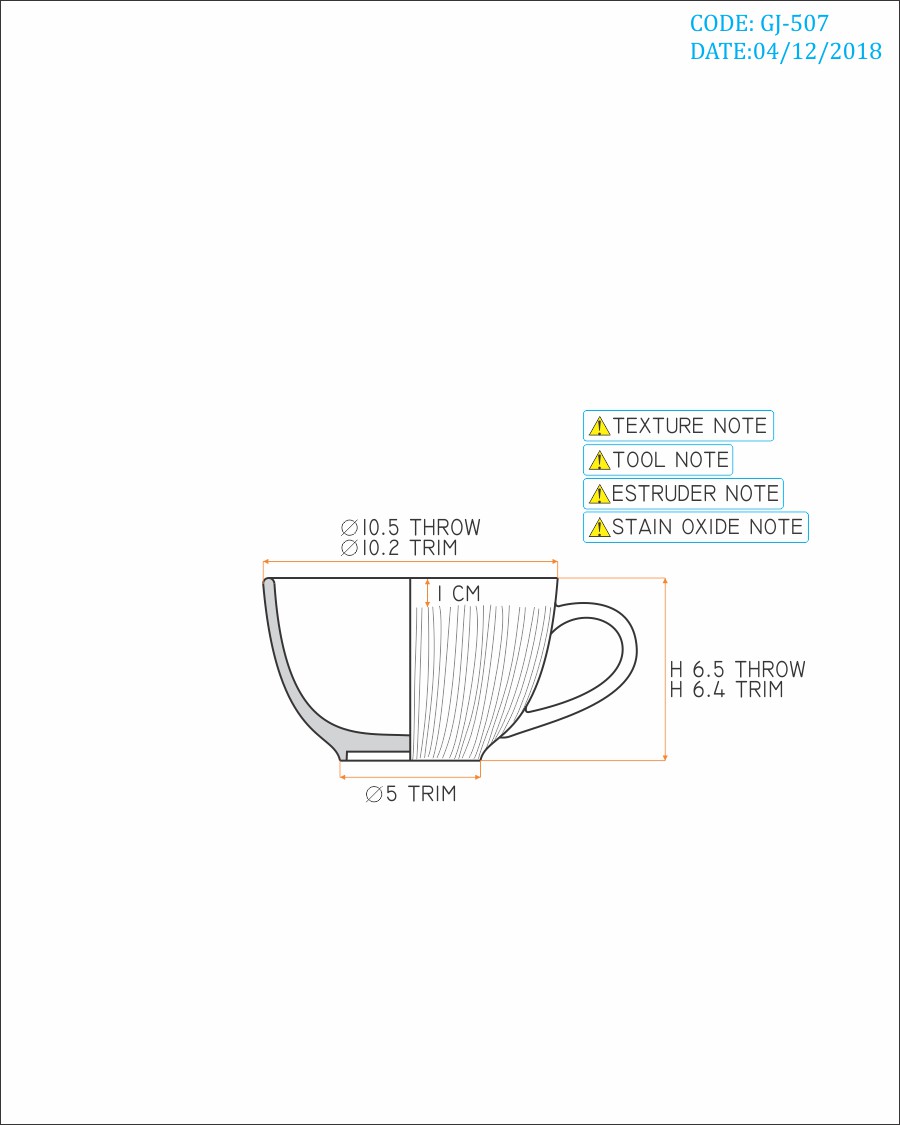 CODE: GJ-507
DATE:04/12/2018
TEXTURE NOTE
TOOL NOTE
ESTRUDER NOTE
STAIN OXIDE NOTE
∅10.5 THROW
∅10.2 TRIM
1 CM
H 6.5 THROW
H 6.4 TRIM
∅5 TRIM